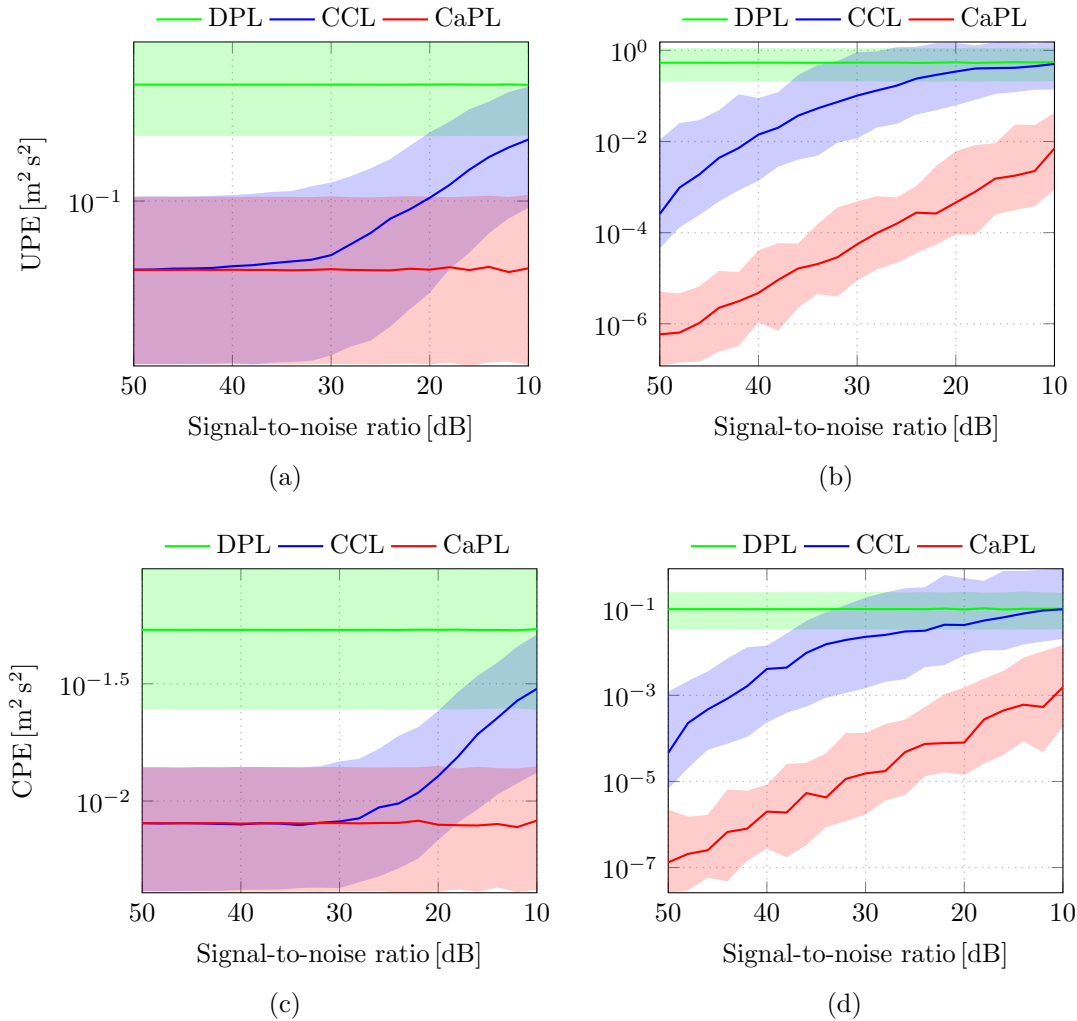 DPL CCL CaPL
UPE [m² s²]
10⁻¹
50 40 30 20 10
Signal-to-noise ratio [dB]
(a)
DPL CCL CaPL
10⁰
10⁻²
10⁻⁴
10⁻⁶
50 40 30 20 10
Signal-to-noise ratio [dB]
(b)
DPL CCL CaPL
CPE [m² s²]
10⁻¹·⁵
10⁻²
50 40 30 20 10
Signal-to-noise ratio [dB]
(c)
DPL CCL CaPL
10⁻¹
10⁻³
10⁻⁵
10⁻⁷
50 40 30 20 10
Signal-to-noise ratio [dB]
(d)